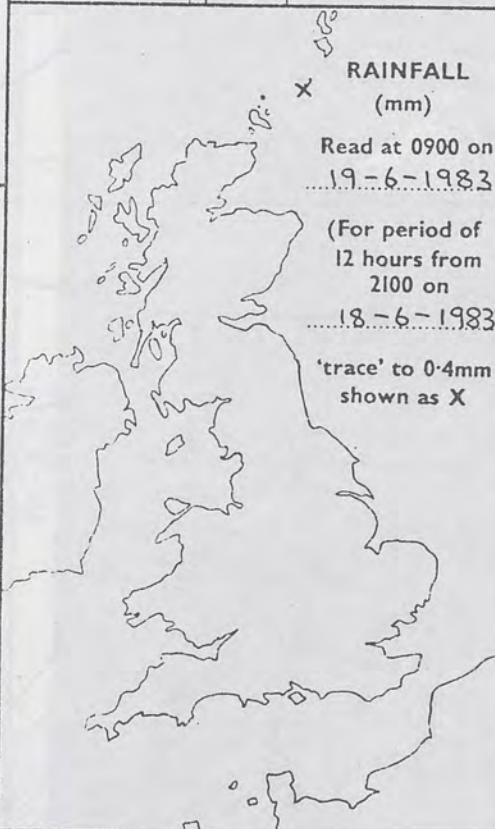 RAINFALL
X
(mm)
Read at 0900 on
19-6-1983
(For period of
12 hours from
2100 on
18-6-1983
'trace' to 0·4mm
shown as X